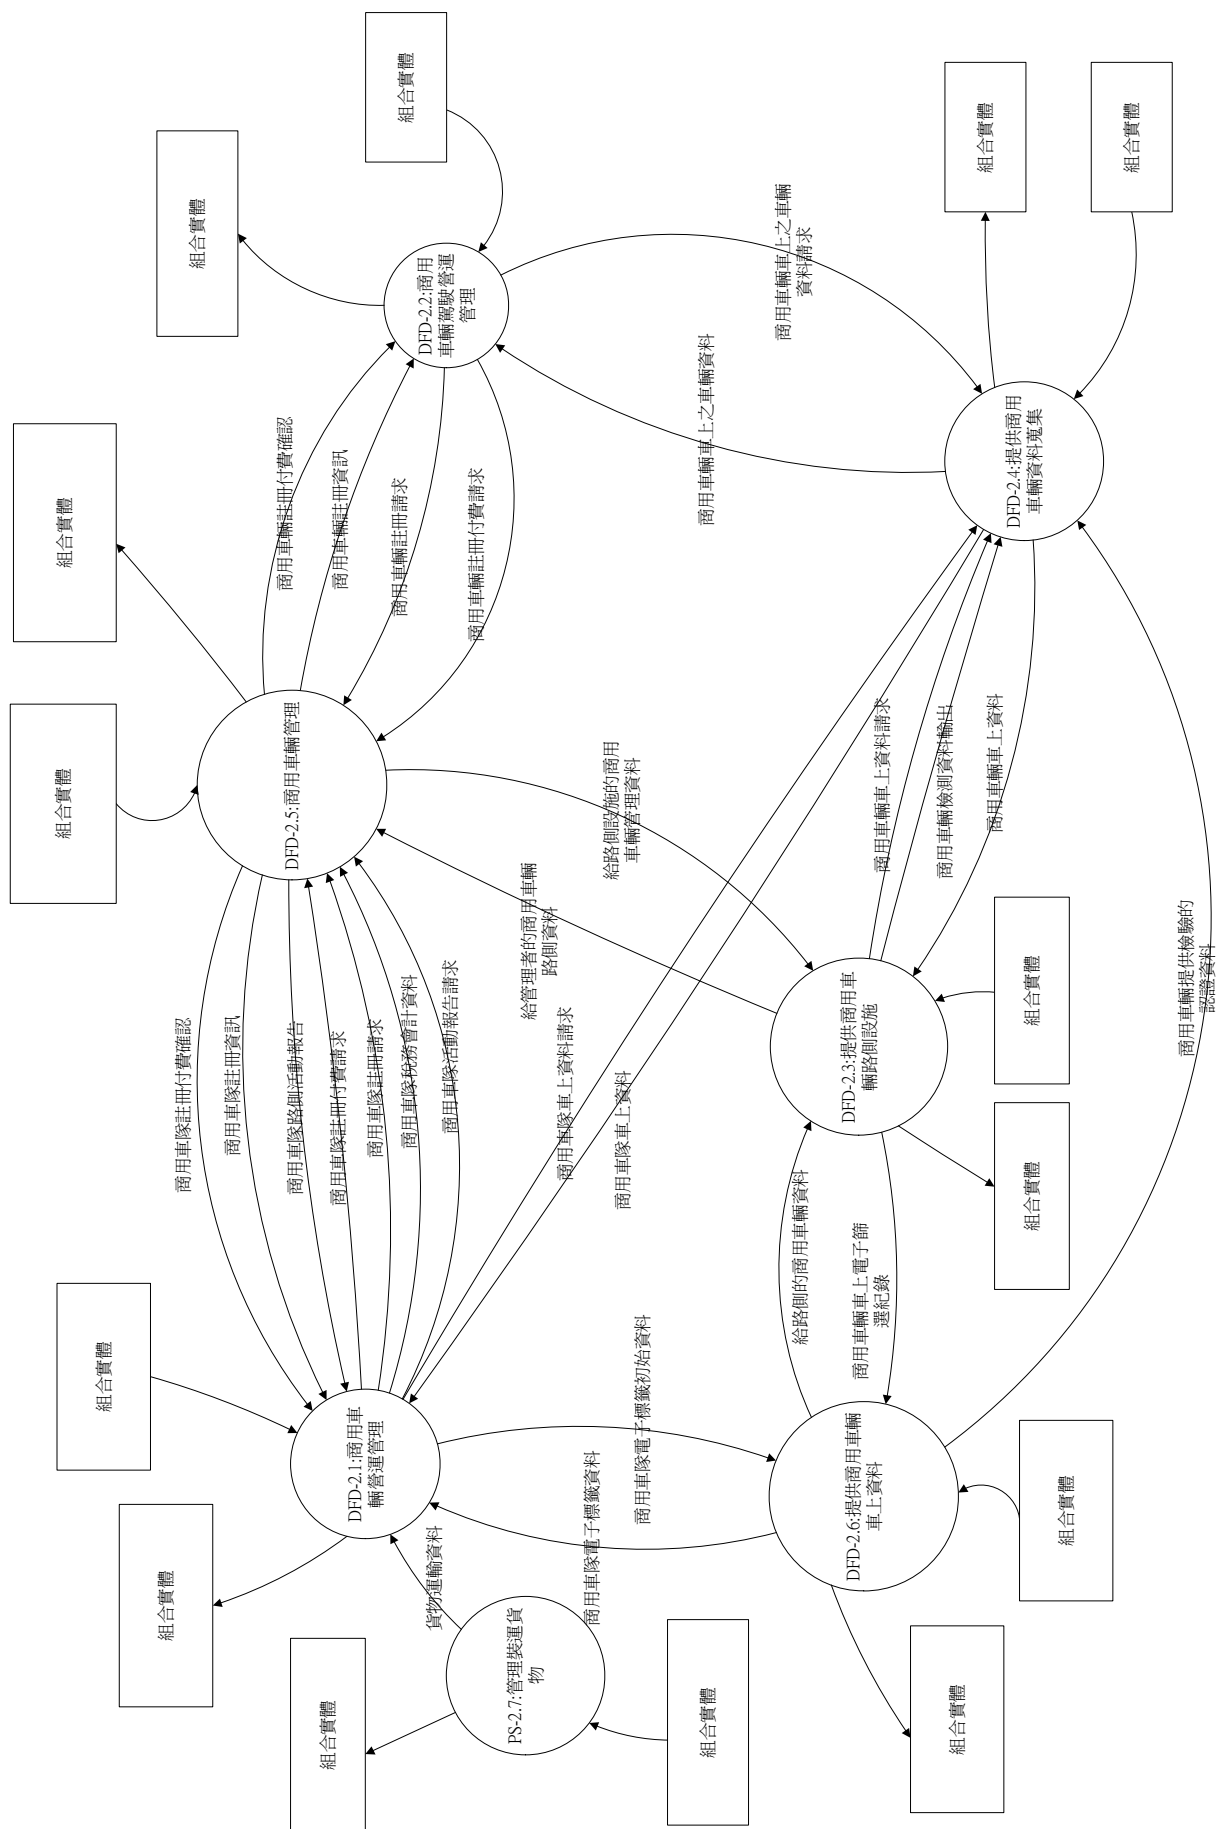 組合實體
組合實體
組合實體
組合實體
組合實體
組合實體
組合實體
DFD-2.2:商用
車輛駕駛營運
管理
商用車輛車上之車輛
資料請求
商用車輛車上之車輛資料
DFD-2.4:提供商用
車輛資料蒐集
商用車輛註冊付費確認
商用車輛註冊資訊
商用車輛註冊請求
商用車輛註冊付費請求
DFD-2.5:商用車輛管理
給路側設施的商用
車輛管理資料
給管理者的商用車輛
路側資料
商用車輛車上資料請求
商用車輛檢測資料輸出
商用車輛車上資料
商用車輛提供檢驗的
認證資料
商用車隊註冊付費確認
商用車隊註冊資訊
商用車隊路側活動報告
商用車隊註冊付費請求
商用車隊註冊請求
商用車隊稅務會計資料
商用車隊活動報告請求
商用車隊車上資料請求
商用車隊車上資料
DFD-2.3:提供商用車
輛路側設施
組合實體
組合實體
給路側的商用車輛資料
商用車輛車上電子篩
選紀錄
組合實體
組合實體
DFD-2.1:商用車
輛營運管理
商用車隊電子標籤初始資料
商用車隊電子標籤資料
貨物運輸資料
DFD-2.6:提供商用車輛
車上資料
組合實體
組合實體
PS-2.7:管理裝運貨
物
組合實體
組合實體